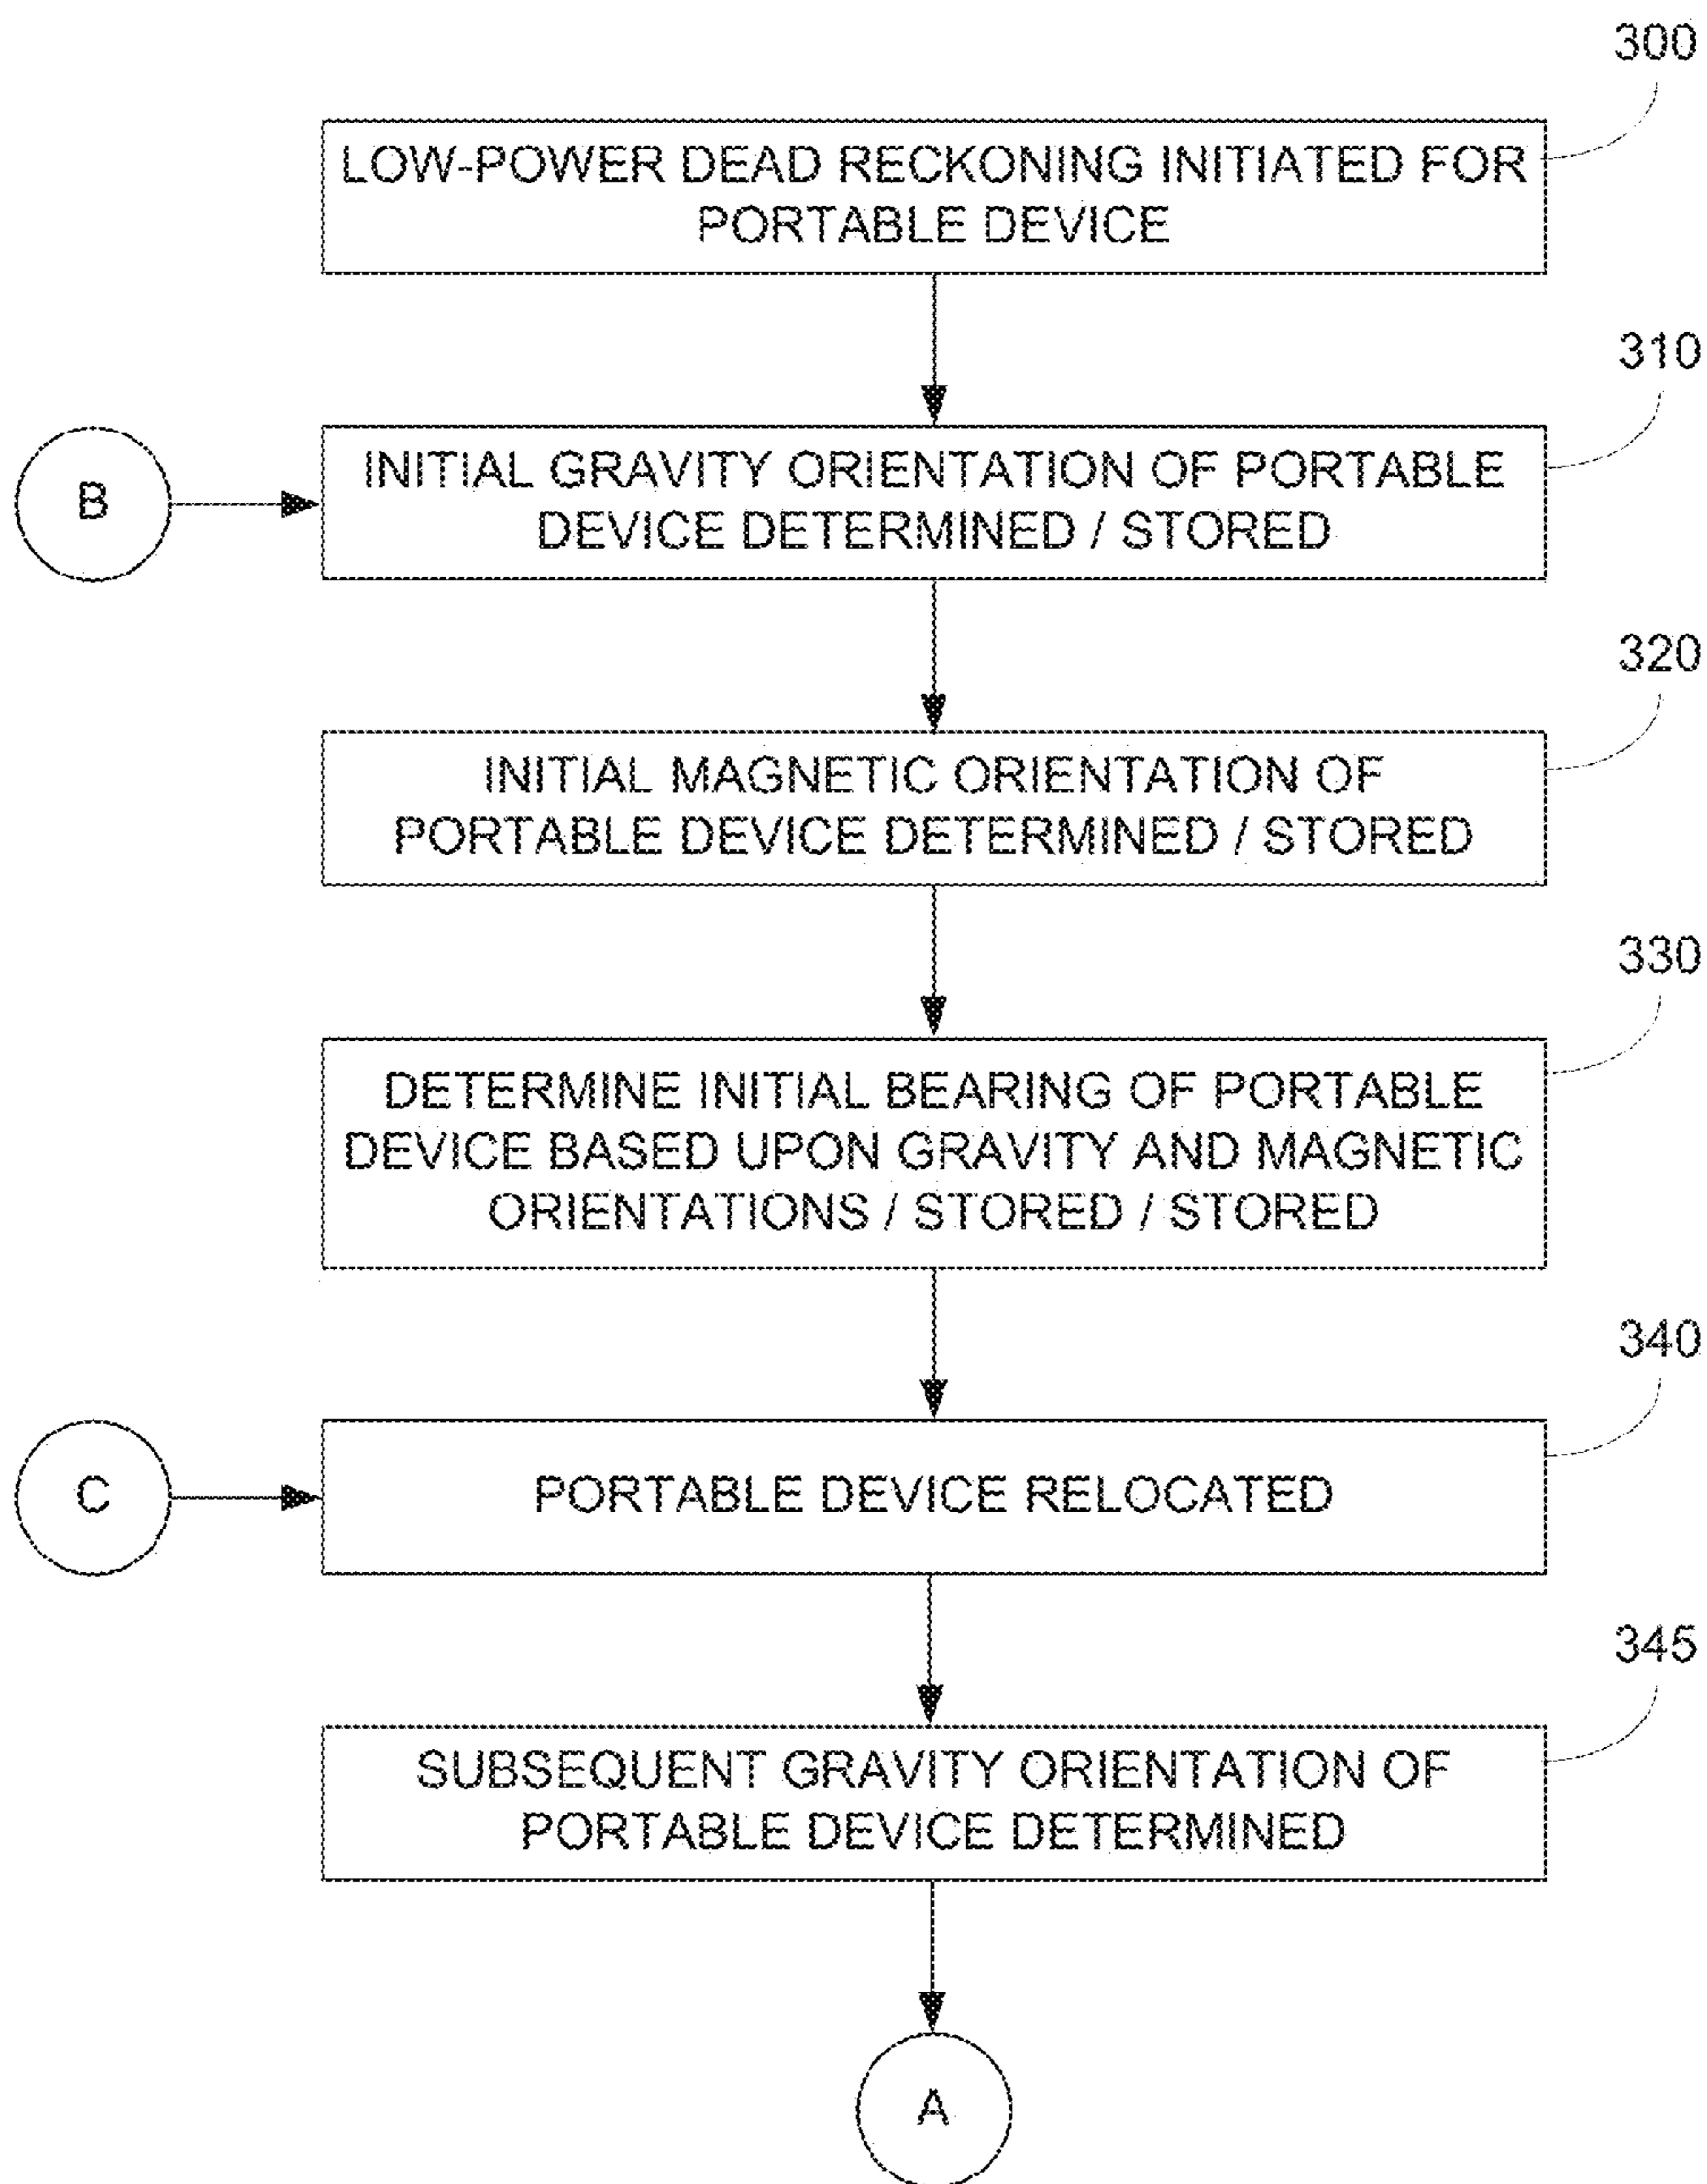 300
LOW-POWER DEAD RECKONING INITIATED FOR
PORTABLE DEVICE
310
B
INITIAL GRAVITY ORIENTATION OF PORTABLE
DEVICE DETERMINED / STORED
320
INITIAL MAGNETIC ORIENTATION OF
PORTABLE DEVICE DETERMINED / STORED
330
DETERMINE INITIAL BEARING OF PORTABLE
DEVICE BASED UPON GRAVITY AND MAGNETIC
ORIENTATIONS / STORED / STORED
340
C
PORTABLE DEVICE RELOCATED
345
SUBSEQUENT GRAVITY ORIENTATION OF
PORTABLE DEVICE DETERMINED
A